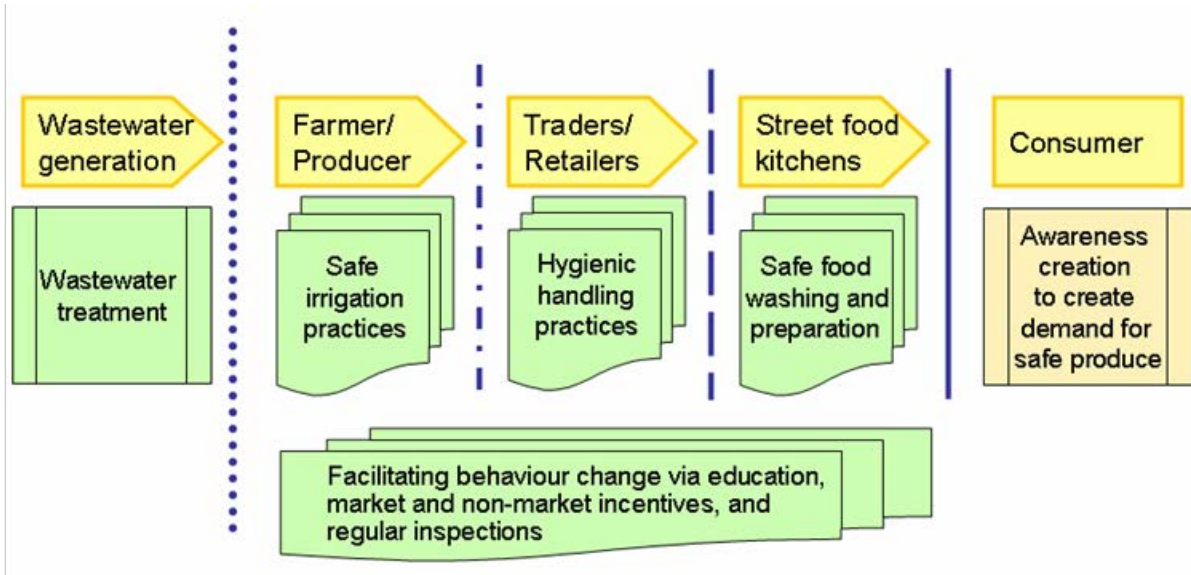 Wastewater
generation
Farmer/
Producer
Traders/
Retailers
Street food
kitchens
Consumer
Wastewater
treatment
Safe
irrigation
practices
Hygienic
handling
practices
Safe food
washing and
preparation
Awareness
creation
to create
demand for
safe produce
Facilitating behaviour change via education,
market and non-market incentives, and
regular inspections